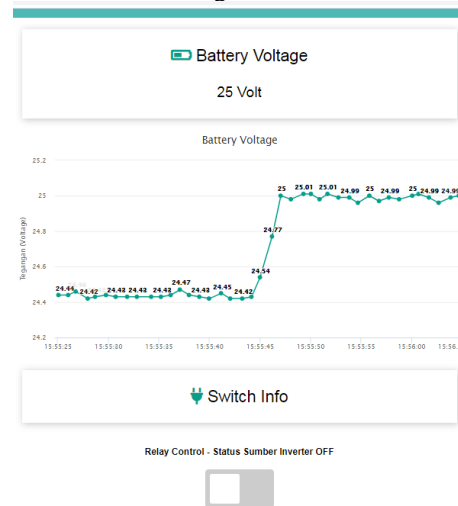 Battery Voltage
25 Volt
Battery Voltage
25.2
25
24.8
24.6
24.4
24.2
Tegangan (Voltage)
24.44 24.42 24.43 24.43 24.43 24.47 24.43 24.45 24.42 24.54 24.77 25 25.01 25.01 24.99 25 24.99 25 24.99 24.99
15:55:25 15:55:30 15:55:35 15:55:40 15:55:45 15:55:50 15:55:55 15:56:00 15:56
Switch Info
Relay Control - Status Sumber Inverter OFF